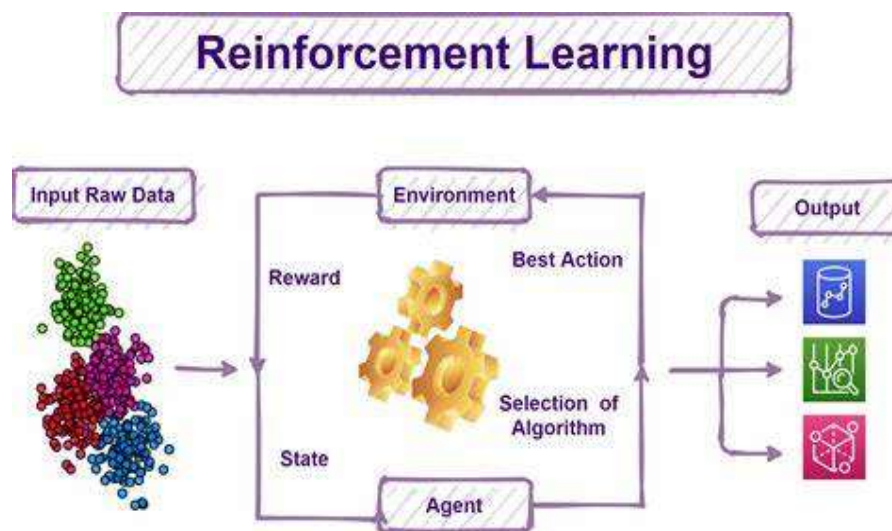 Reinforcement Learning
Input Raw Data
Environment
Output
Reward
Best Action
State
Selection of
Algorithm
Agent